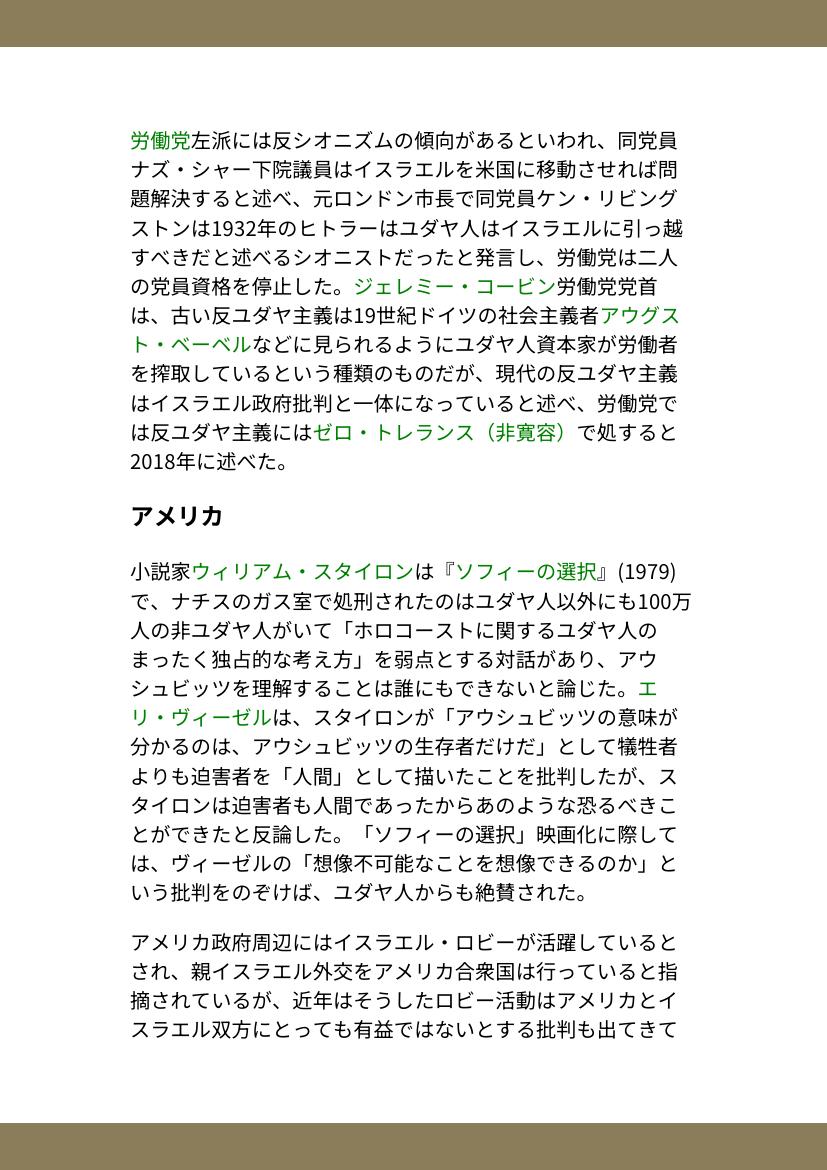 労働党左派には反シオニズムの傾向があるといわれ、同党員
ナズ・シャー下院議員はイスラエルを米国に移動させれば問
題解決すると述べ、元ロンドン市長で同党員ケン・リビング
ストンは1932年のヒトラーはユダヤ人はイスラエルに引っ越
すべきだと述べるシオニストだったと発言し、労働党は二人
の党員資格を停止した。ジェレミー・コービン労働党党首
は、古い反ユダヤ主義は19世紀ドイツの社会主義者アウグス
ト・ベーベルなどに見られるようにユダヤ人資本家が労働者
を搾取しているという種類のものだが、現代の反ユダヤ主義
はイスラエル政府批判と一体になっていると述べ、労働党で
は反ユダヤ主義にはゼロ・トレランス（非寛容）で処すると
2018年に述べた。
アメリカ
小説家ウィリアム・スタイロンは『ソフィーの選択』(1979)
で、ナチスのガス室で処刑されたのはユダヤ人以外にも100万
人の非ユダヤ人がいて「ホロコーストに関するユダヤ人の
まったく独占的な考え方」を弱点とする対話があり、アウ
シュビッツを理解することは誰にもできないと論じた。エ
リ・ヴィーゼルは、スタイロンが「アウシュビッツの意味が
分かるのは、アウシュビッツの生存者だけだ」として犠牲者
よりも迫害者を「人間」として描いたことを批判したが、ス
タイロンは迫害者も人間であったからあのような恐るべきこ
とができたと反論した。「ソフィーの選択」映画化に際して
は、ヴィーゼルの「想像不可能なことを想像できるのか」と
いう批判をのぞけば、ユダヤ人からも絶賛された。
アメリカ政府周辺にはイスラエル・ロビーが活躍していると
され、親イスラエル外交をアメリカ合衆国は行っていると指
摘されているが、近年はそうしたロビー活動はアメリカとイ
スラエル双方にとっても有益ではないとする批判も出てきて